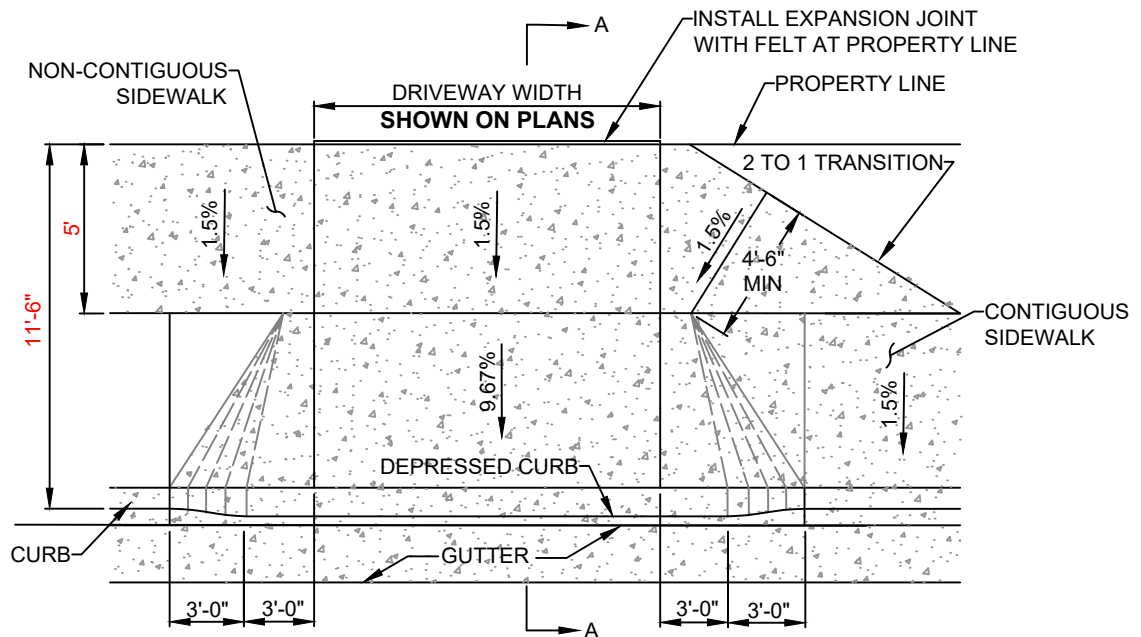 A
INSTALL EXPANSION JOINT
WITH FELT AT PROPERTY LINE
NON-CONTIGUOUS
SIDEWALK
DRIVEWAY WIDTH
SHOWN ON PLANS
PROPERTY LINE
2 TO 1 TRANSITION
5'
11'-6"
1.5%
1.5%
1.5%
4'-6"
MIN
CONTIGUOUS
SIDEWALK
9.67%
1.5%
DEPRESSED CURB
CURB
GUTTER
3'-0"
3'-0"
3'-0"
3'-0"
A